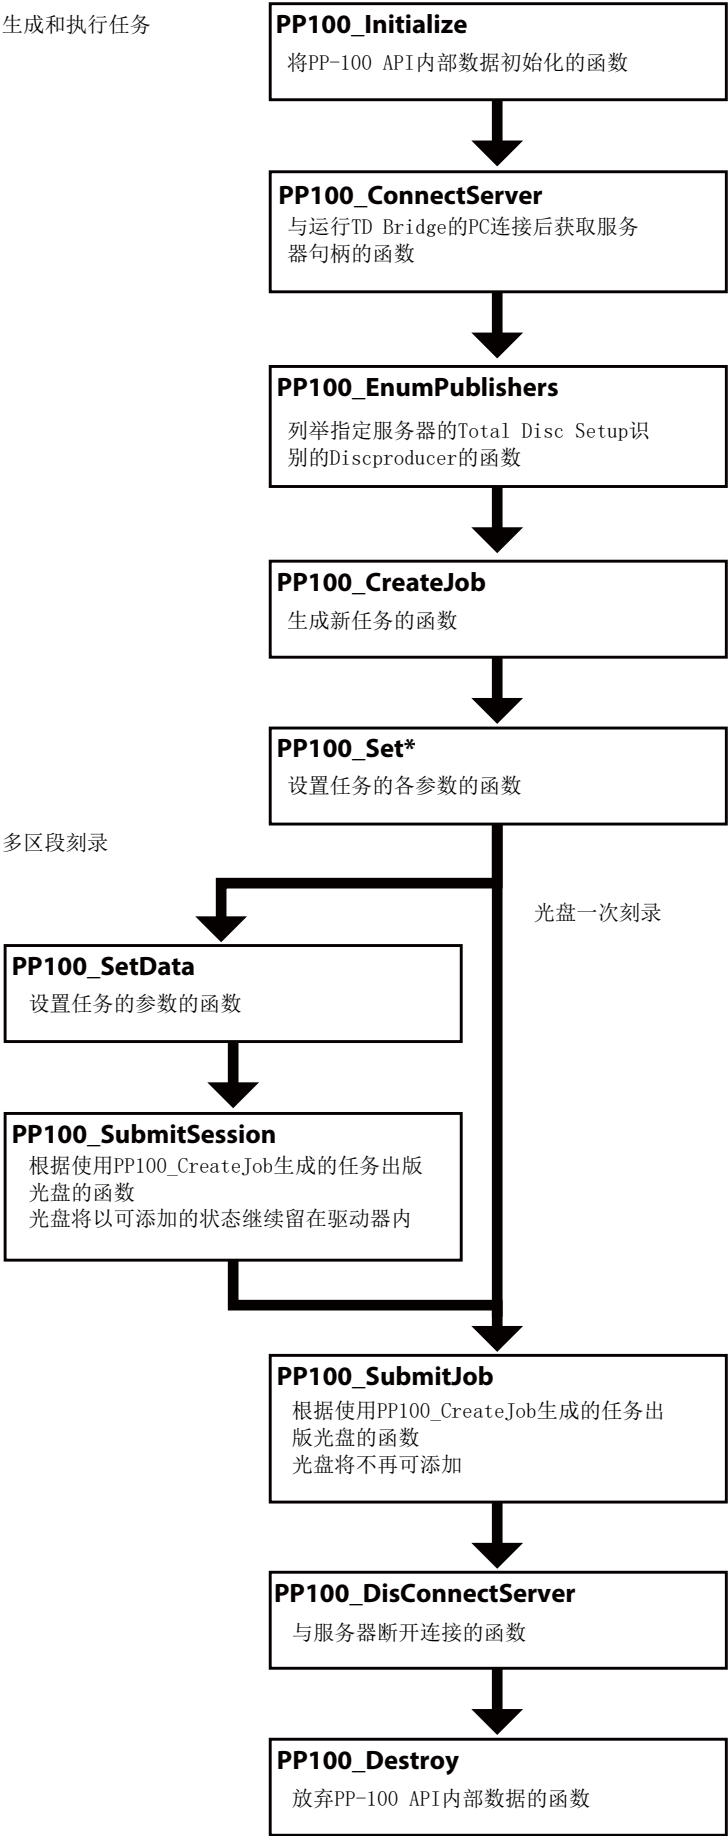 生成和执行任务
PP100_Initialize
将PP-100 API内部数据初始化的函数
PP100_ConnectServer
与运行TD Bridge的PC连接后获取服务
器句柄的函数
PP100_EnumPublishers
列举指定服务器的Total Disc Setup识
别的Discproducer的函数
PP100_CreateJob
生成新任务的函数
PP100_Set*
设置任务的各参数的函数
多区段刻录
光盘一次刻录
PP100_SetData
设置任务的参数的函数
PP100_SubmitSession
根据使用PP100_CreateJob生成的任务出版
光盘的函数
光盘将以可添加的状态继续留在驱动器内
PP100_SubmitJob
根据使用PP100_CreateJob生成的任务出
版光盘的函数
光盘将不再可添加
PP100_DisConnectServer
与服务器断开连接的函数
PP100_Destroy
放弃PP-100 API内部数据的函数